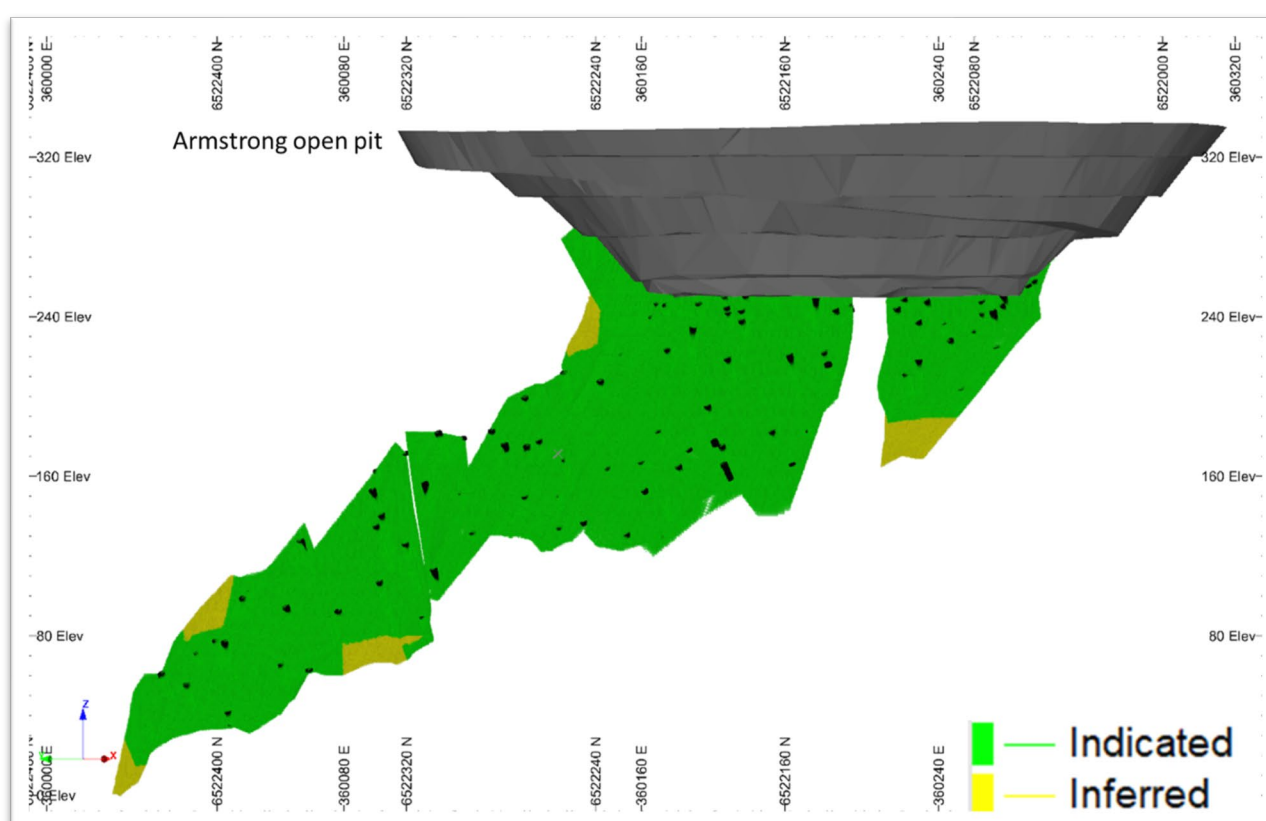 360000 E
6522400 N
360080 E
6522320 N
6522240 N
360160 E
6522160 N
360240 E
6522080 N
6522000 N
360320 E
Armstrong open pit
320 Elev
320 Elev
240 Elev
240 Elev
160 Elev
160 Elev
80 Elev
80 Elev
z
x
0 Elev
6522400 N
360080 E
6522320 N
6522240 N
360160 E
6522160 N
360240 E
Indicated
Inferred